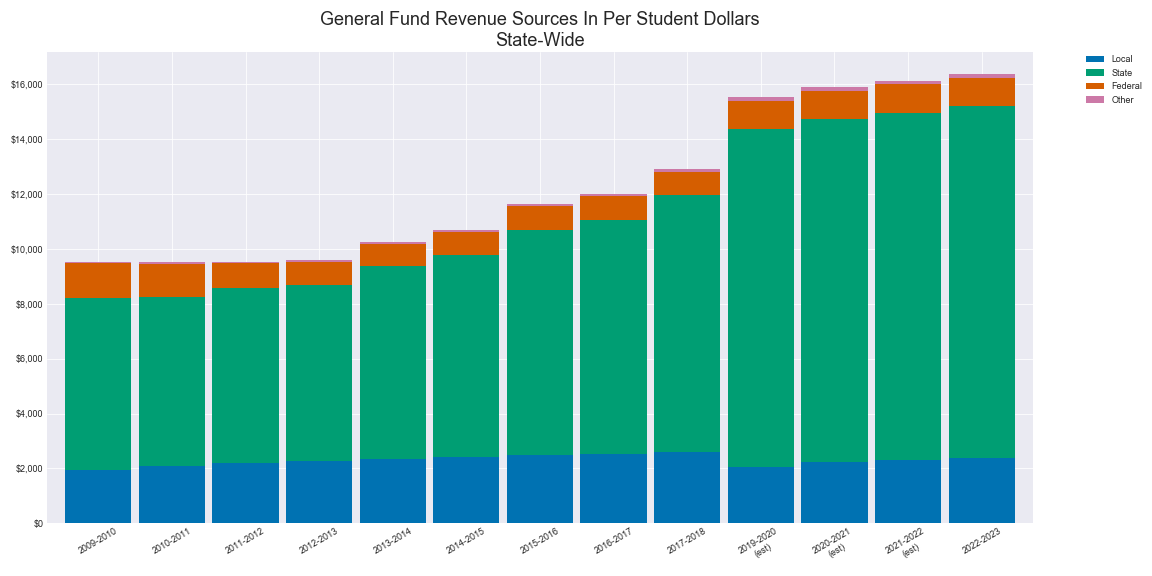 General Fund Revenue Sources In Per Student Dollars
State-Wide
Local
State
Federal
Other
$16,000
$14,000
$12,000
$10,000
$8,000
$6,000
$4,000
$2,000
$0
2009-2010
2010-2011
2011-2012
2012-2013
2013-2014
2014-2015
2015-2016
2016-2017
2017-2018
2019-2020
(est)
2020-2021
(est)
2021-2022
(est)
2022-2023